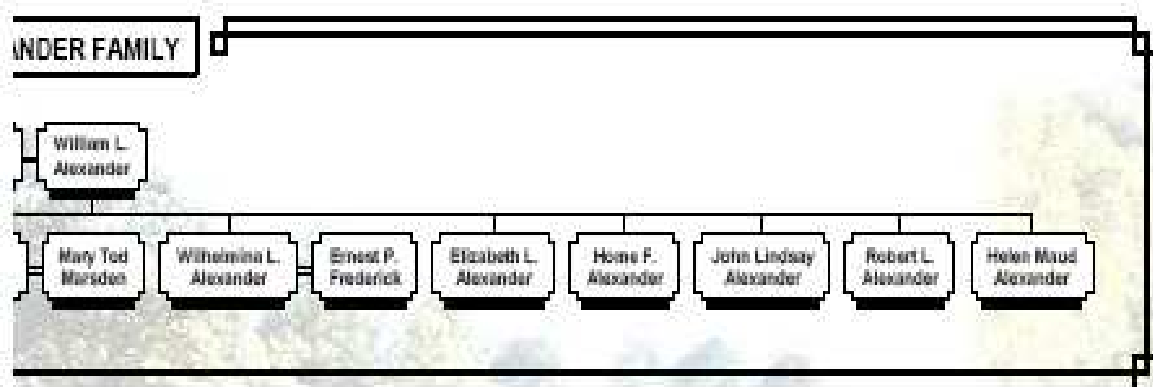 ANDER FAMILY
William L.
Alexander
Mary Tod
Marsden
Wilhelmina L.
Alexander
Ernest P.
Frederick
Elizabeth L.
Alexander
Home F.
Alexander
John Lindsay
Alexander
Robert L.
Alexander
Helen Maud
Alexander